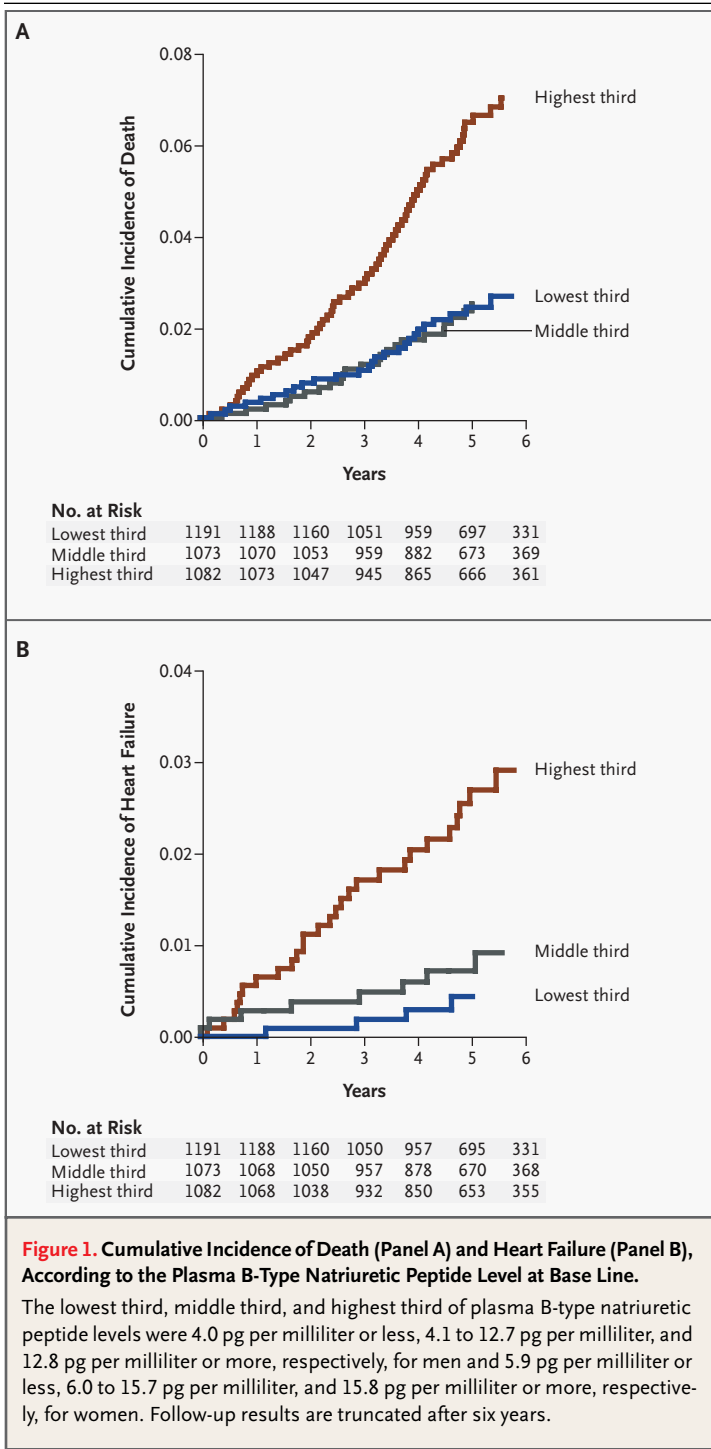 A
0.08
0.06
0.04
0.02
0.00
Cumulative Incidence of Death
Highest third
Lowest third
Middle third
0 1 2 3 4 5 6
Years
No. at Risk
Lowest third 1191 1188 1160 1051 959 697 331
Middle third 1073 1070 1053 959 882 673 369
Highest third 1082 1073 1047 945 865 666 361
B
0.04
0.03
0.02
0.01
0.00
Cumulative Incidence of Heart Failure
Highest third
Middle third
Lowest third
0 1 2 3 4 5 6
Years
No. at Risk
Lowest third 1191 1188 1160 1050 957 695 331
Middle third 1073 1068 1050 957 878 670 368
Highest third 1082 1068 1038 932 850 653 355
Figure 1. Cumulative Incidence of Death (Panel A) and Heart Failure (Panel B),
According to the Plasma B-Type Natriuretic Peptide Level at Base Line.
The lowest third, middle third, and highest third of plasma B-type natriuretic
peptide levels were 4.0 pg per milliliter or less, 4.1 to 12.7 pg per milliliter, and
12.8 pg per milliliter or more, respectively, for men and 5.9 pg per milliliter or
less, 6.0 to 15.7 pg per milliliter, and 15.8 pg per milliliter or more, respective-
ly, for women. Follow-up results are truncated after six years.